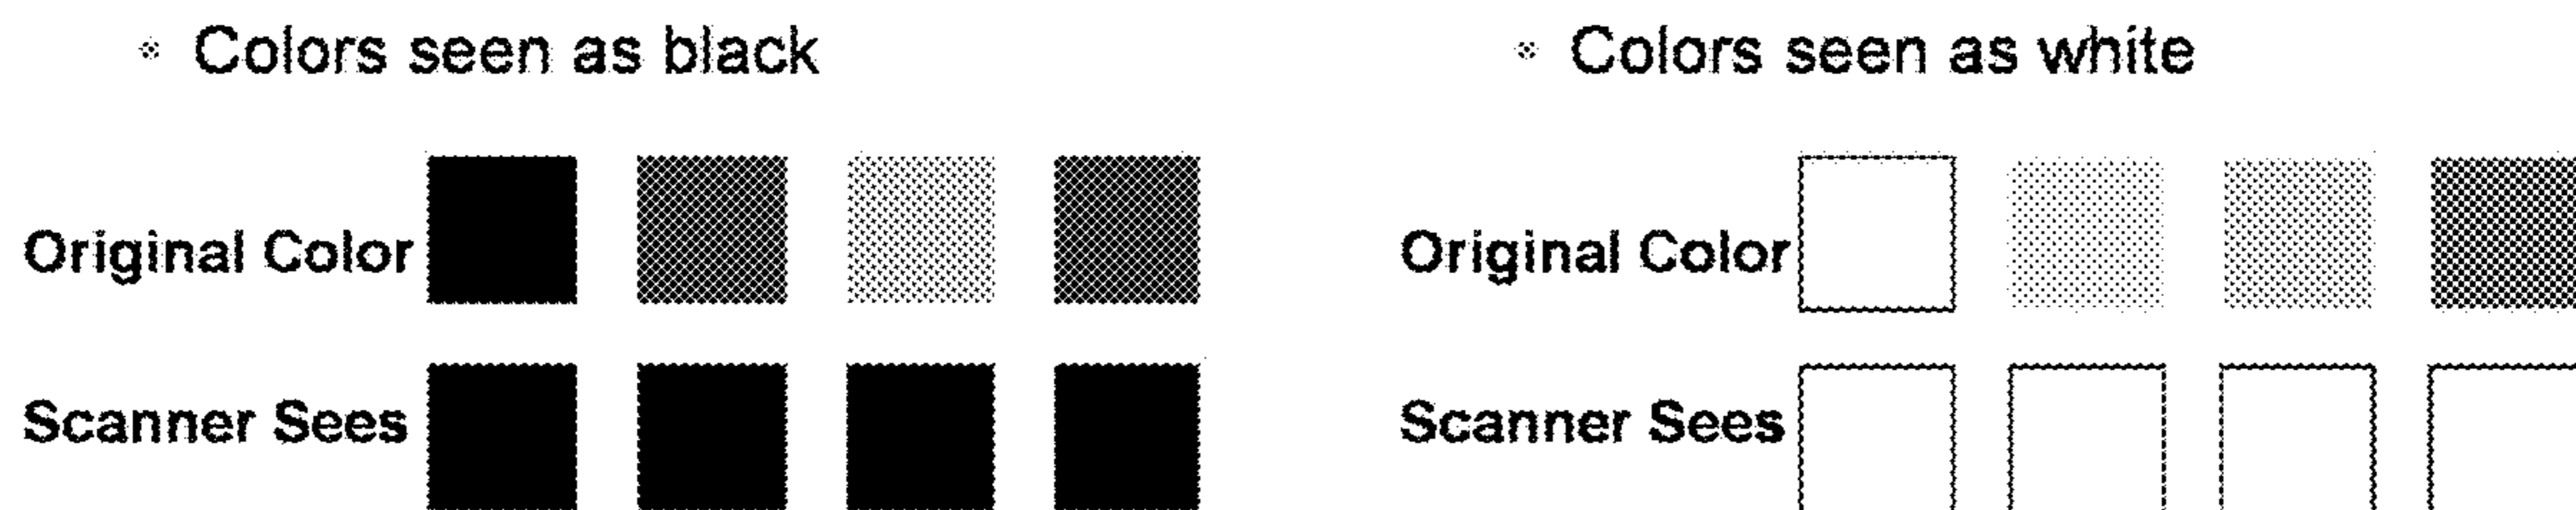 Colors seen as black
Original Color
Scanner Sees
Colors seen as white
Original Color
Scanner Sees